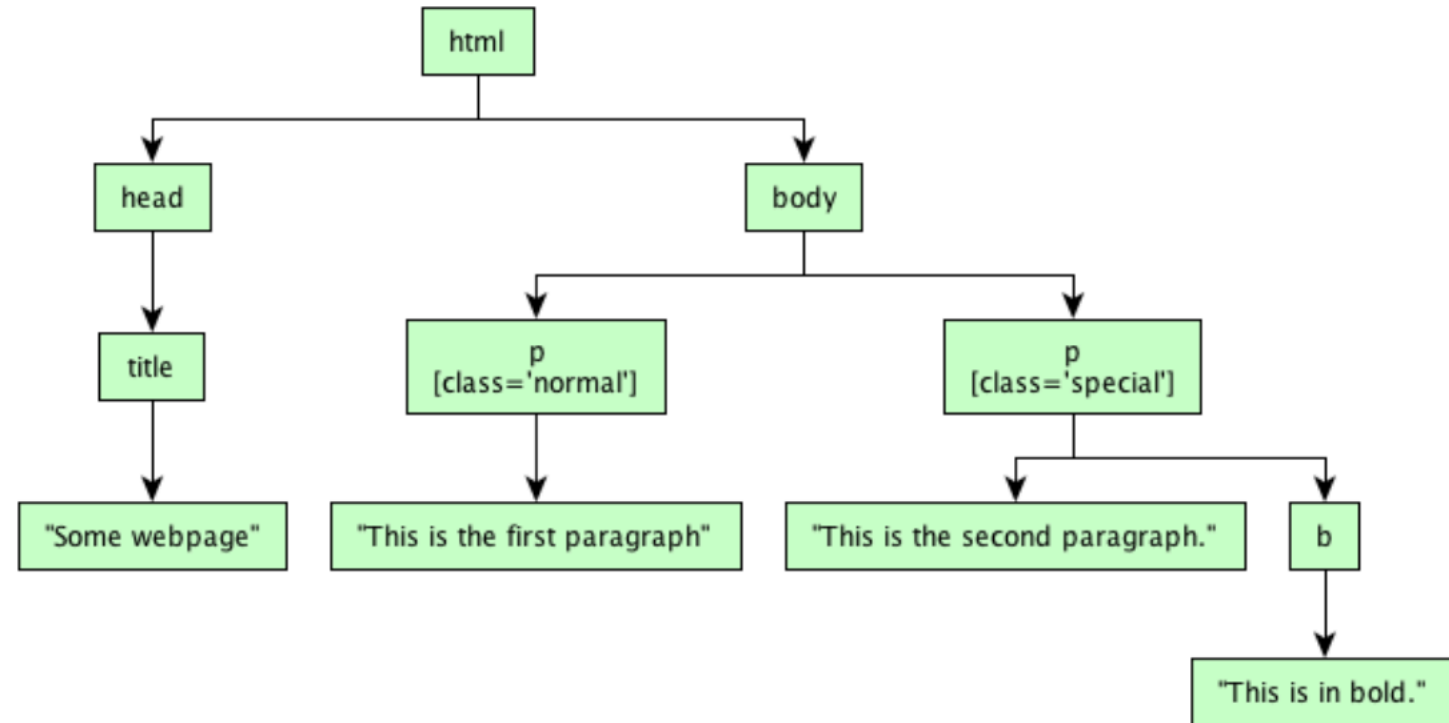 html
head
body
title
p
[class='normal']
p
[class='special']
"Some webpage"
"This is the first paragraph"
"This is the second paragraph."
b
"This is in bold."